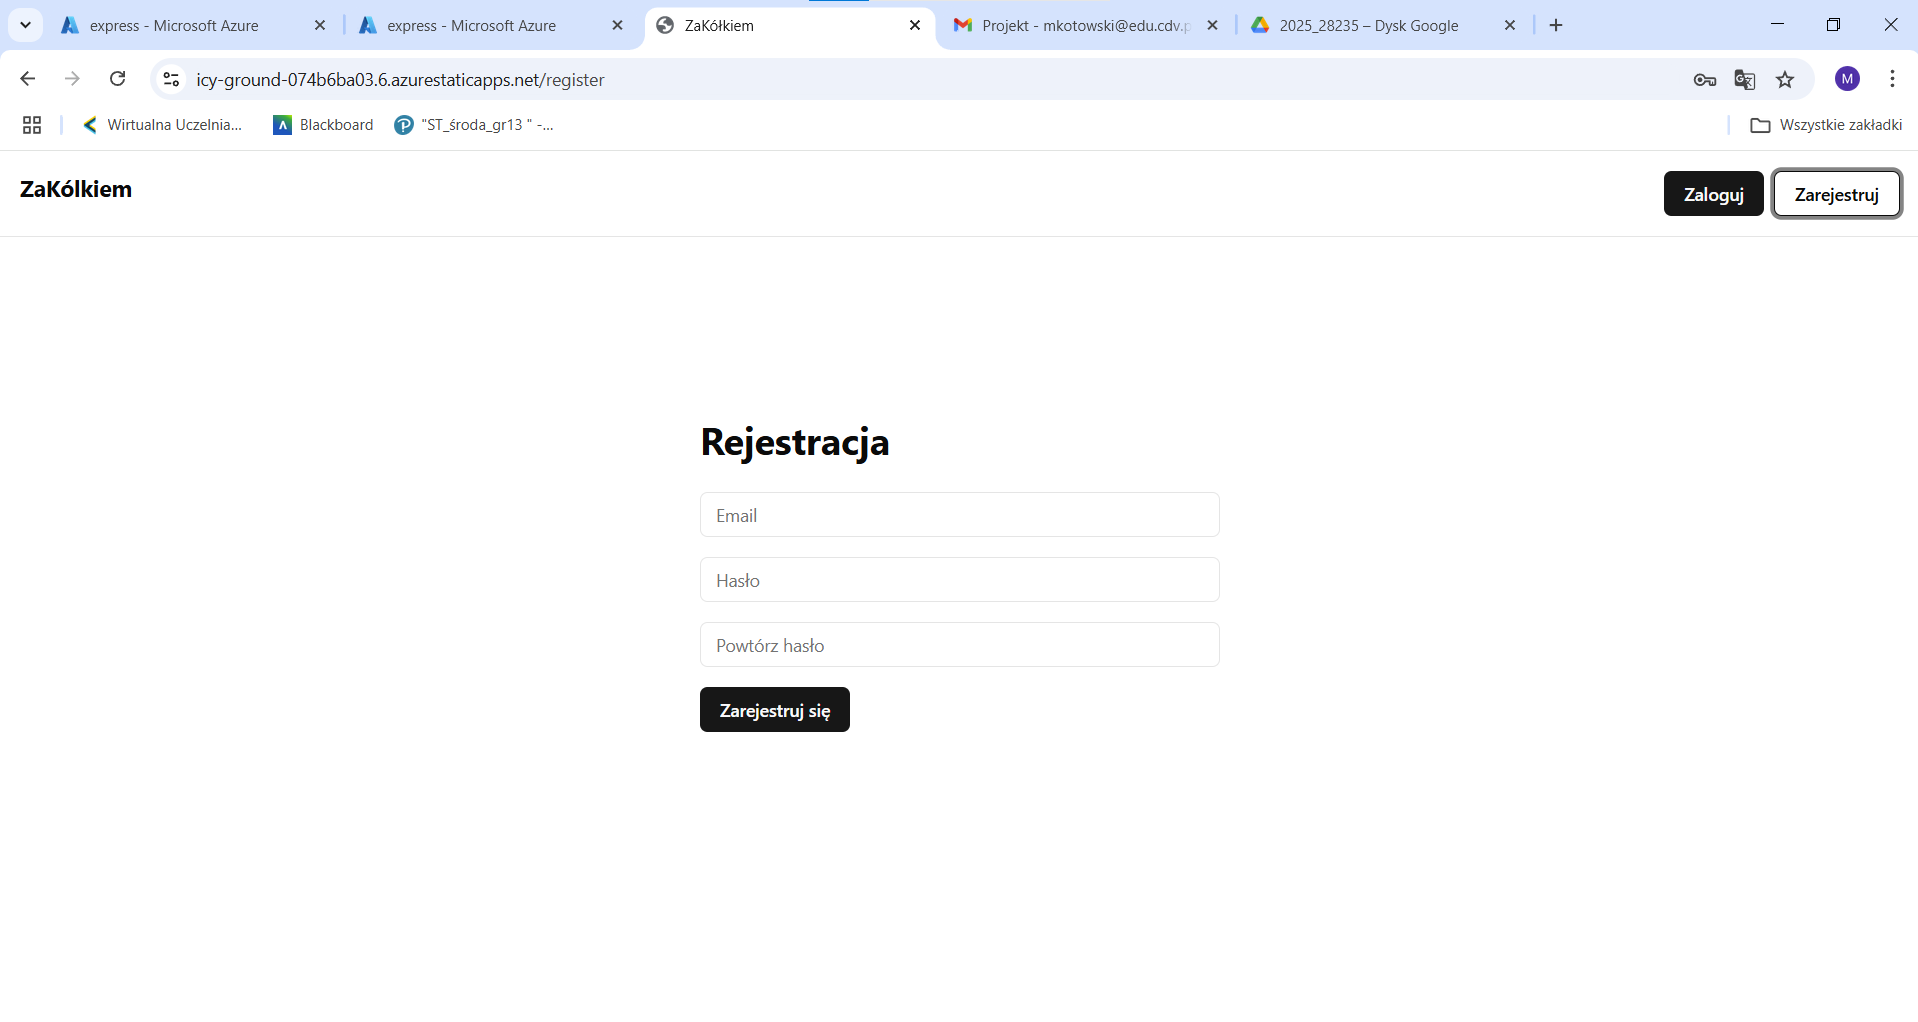 express - Microsoft Azure
express - Microsoft Azure
ZaKółkiem
Projekt - mkotowski@edu.cdv.p
2025_28235 – Dysk Google
icy-ground-074b6ba03.6.azurestaticapps.net/register
M
Wirtualna Uczelnia...
Blackboard
"ST_środa_gr13 " -...
Wszystkie zakładki
ZaKólkiem
Zaloguj
Zarejestruj
Rejestracja
Email
Hasło
Powtórz hasło
Zarejestruj się